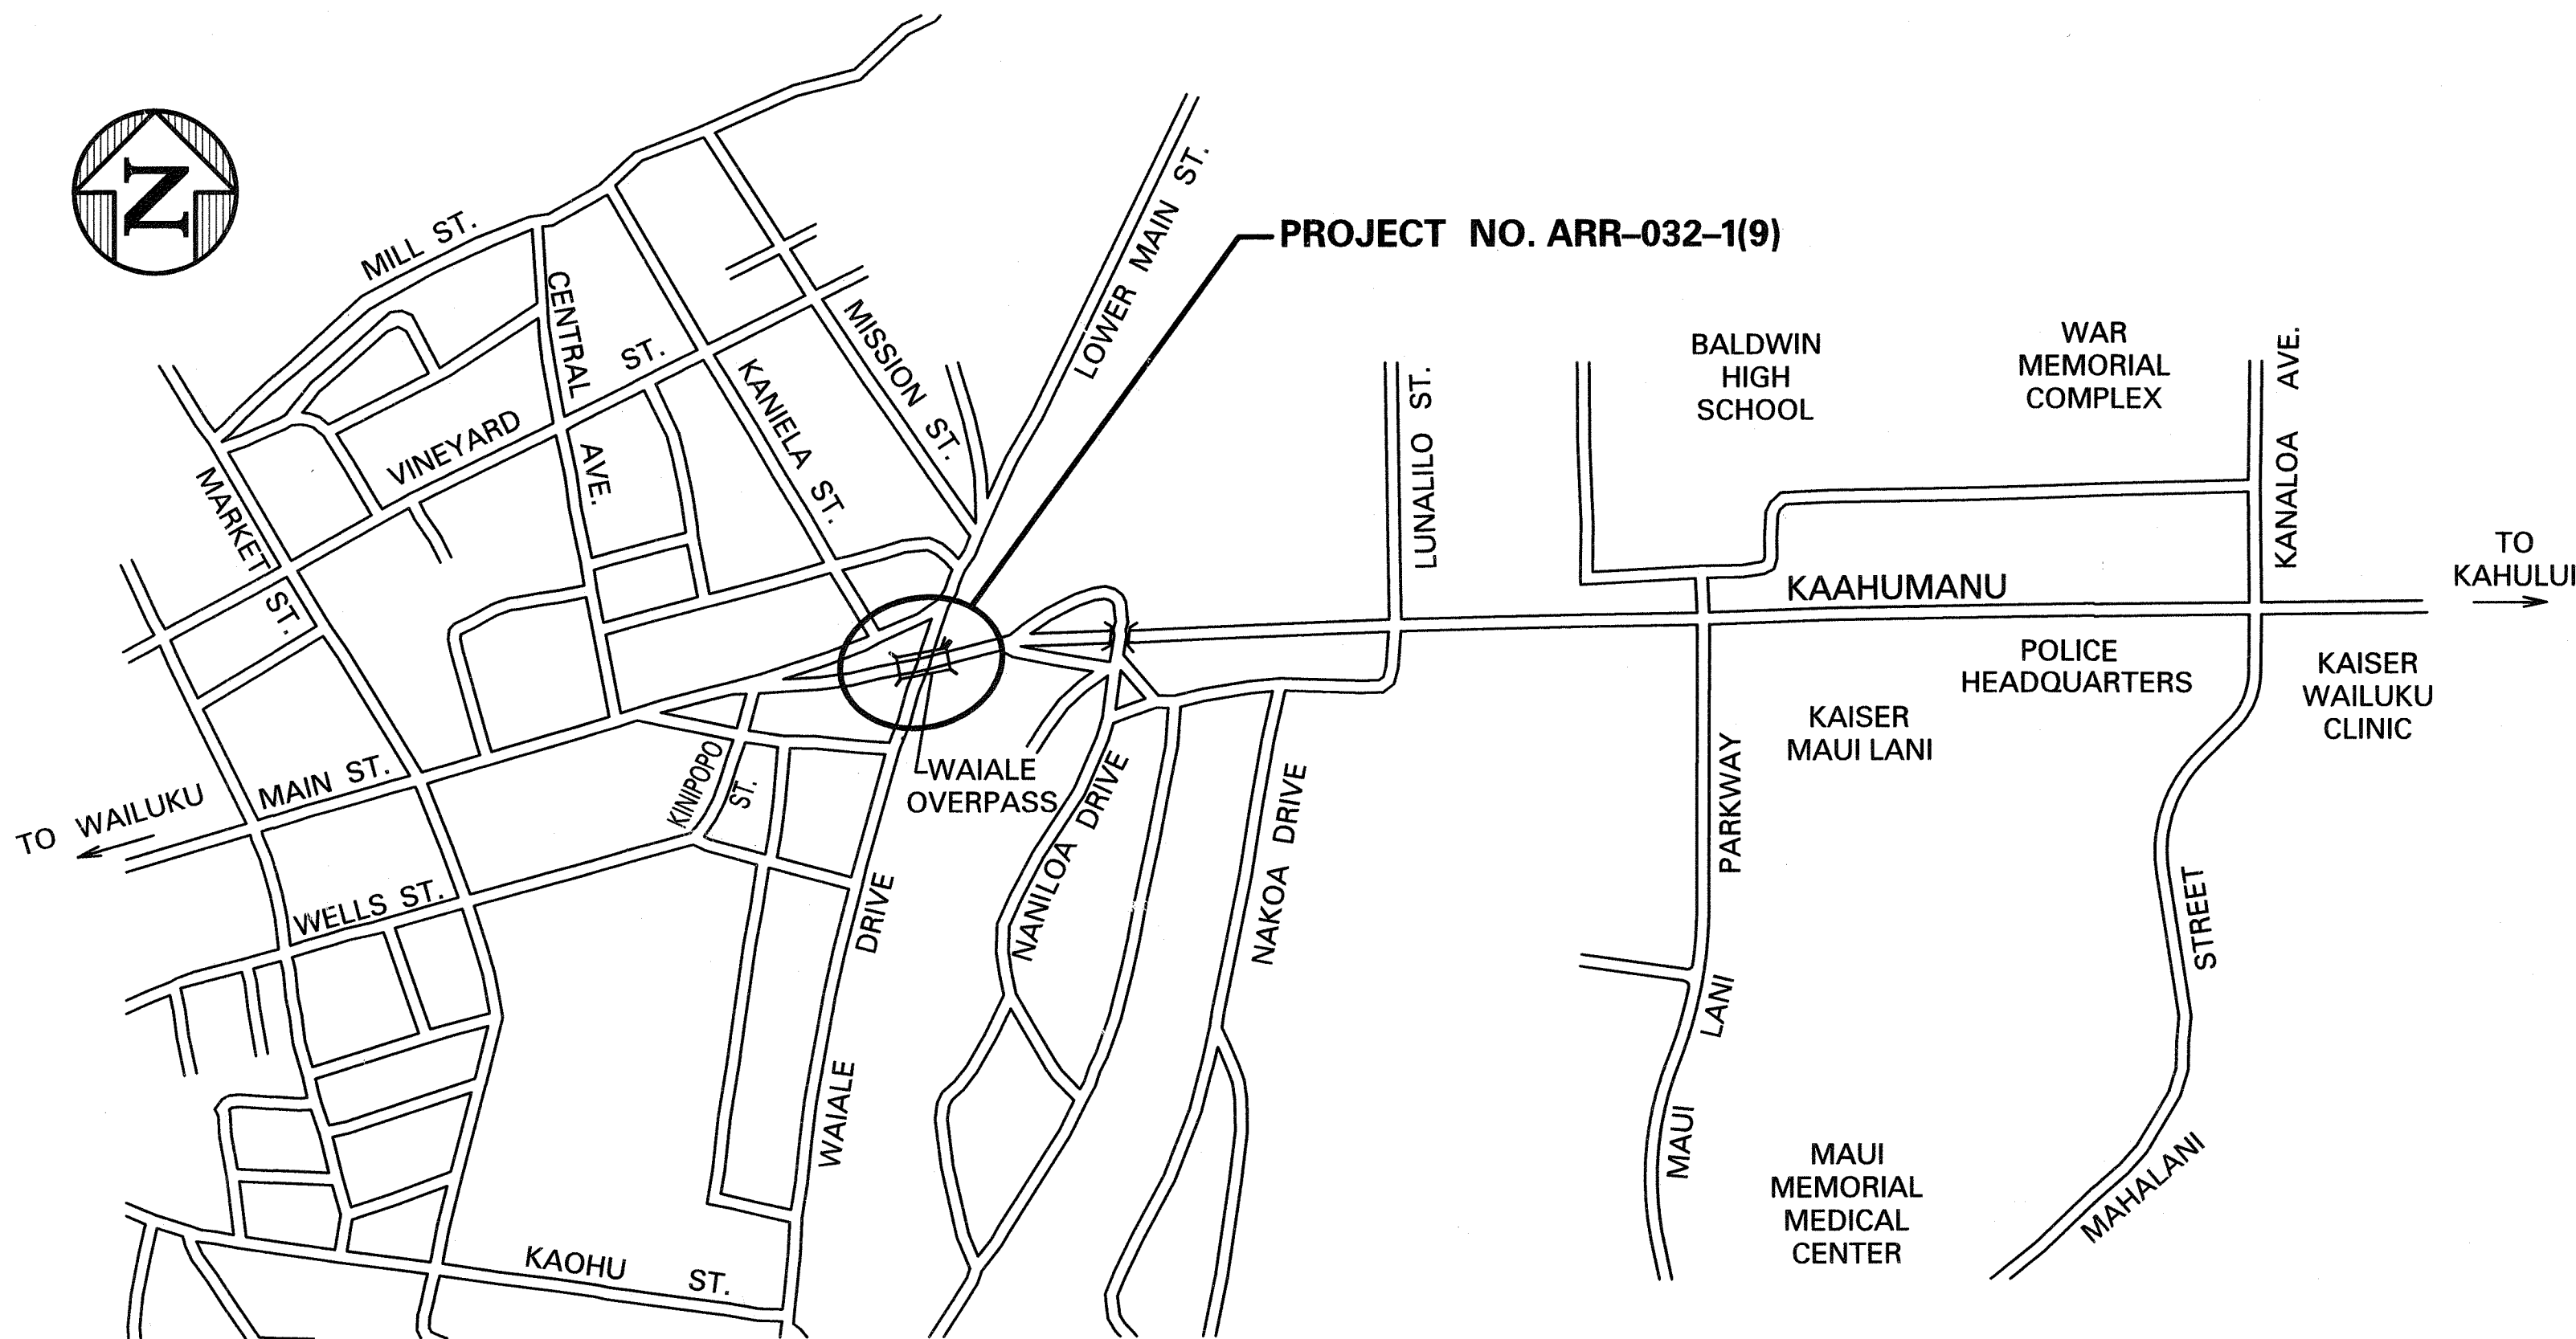 N
MILL ST.
CENTRAL
AVE.
VINEYARD
ST.
KANIELA ST.
MISSION ST.
LOWER MAIN ST.
PROJECT NO. ARR–032–1(9)
MARKET
ST.
MAIN ST.
TO WAILUKU
WELLS ST.
KINIPOPO
ST.
WAIALE
OVERPASS
WAIALE
DRIVE
NANILOA DRIVE
NAKOA DRIVE
KAOHU ST.
LUNALILO ST.
BALDWIN
HIGH
SCHOOL
WAR
MEMORIAL
COMPLEX
KANALOA AVE.
TO
KAHULUI
KAAHUMANU
POLICE
HEADQUARTERS
KAISER
WAILUKU
CLINIC
KAISER
MAUI LANI
MAUI
LANI
PARKWAY
MAHALANI
STREET
MAUI
MEMORIAL
MEDICAL
CENTER